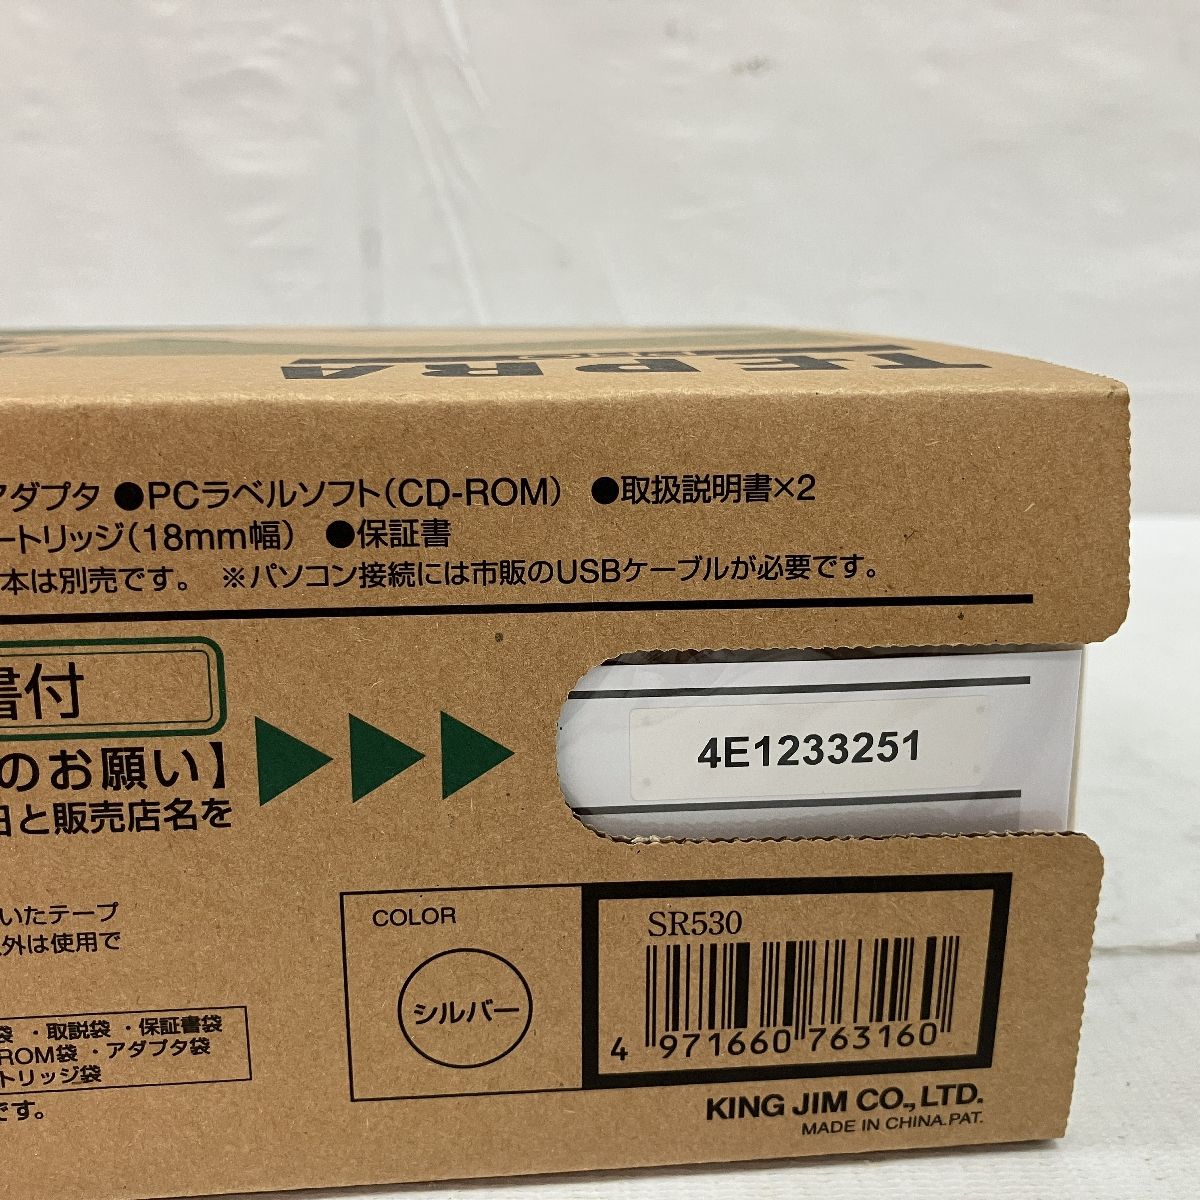 TEPRA
アダプタ ●PCラベルソフト(CD-ROM) ●取扱説明書×2
ートリッジ(18mm幅) ●保証書
本は別売です。 ※パソコン接続には市販のUSBケーブルが必要です。
書付
のお願い】
日と販売店名を
4E1233251
いたテープ
外は使用で
袋 ・取説袋 ・保証書袋
ROM袋 ・アダプタ袋
トリッジ袋
です。
COLOR
シルバー
SR530
4 971660 763160
KING JIM CO., LTD.
MADE IN CHINA.PAT.